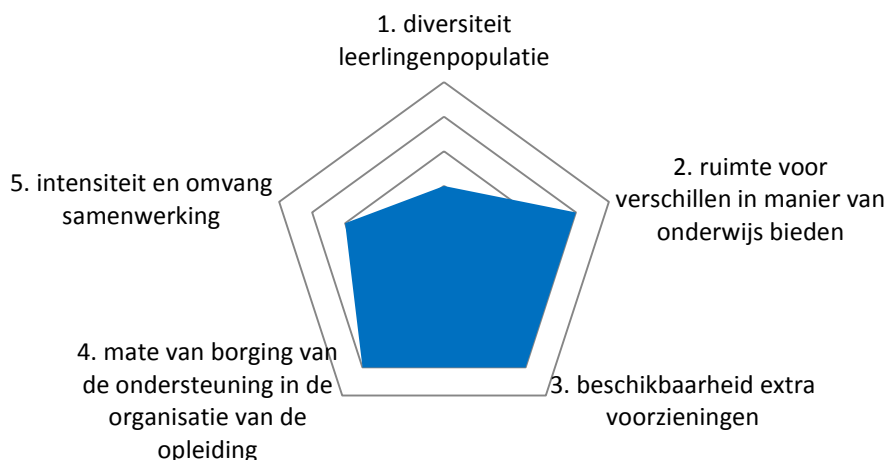 1. diversiteit
leerlingenpopulatie
2. ruimte voor
verschillen in manier van
onderwijs bieden
3. beschikbaarheid extra
voorzieningen
4. mate van borging van
de ondersteuning in de
organisatie van de
opleiding
5. intensiteit en omvang
samenwerking